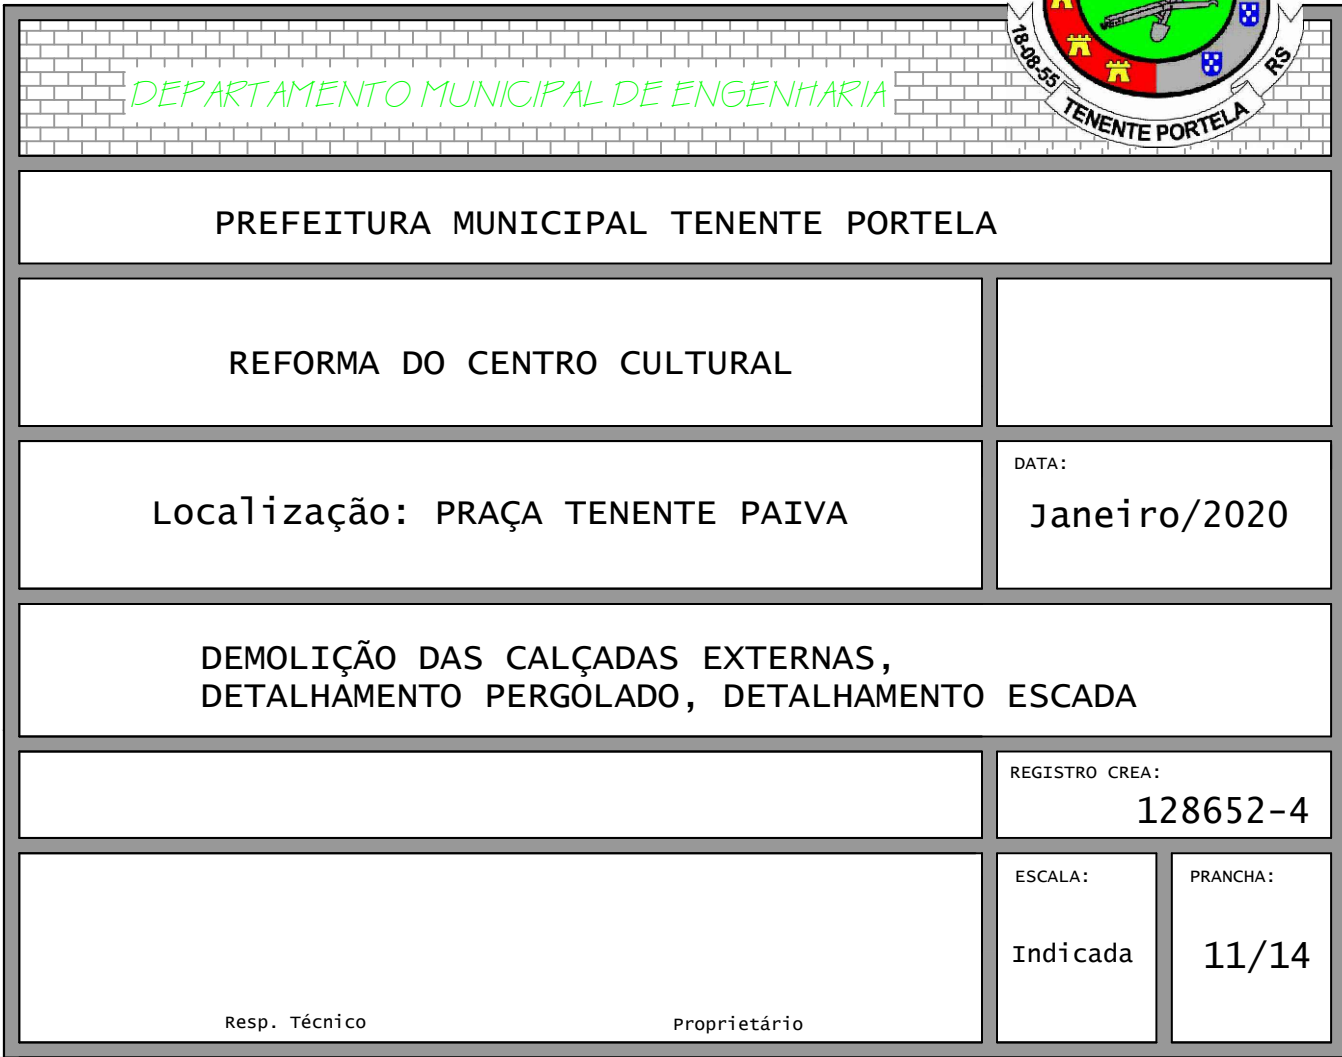 DEPARTAMENTO MUNICIPAL DE ENGENHARIA
18-08-55
TENENTE PORTELA
RS
PREFEITURA MUNICIPAL TENENTE PORTELA
REFORMA DO CENTRO CULTURAL
Localização: PRAÇA TENENTE PAIVA
DATA:
Janeiro/2020
DEMOLIÇÃO DAS CALÇADAS EXTERNAS,
DETALHAMENTO PERGOLADO, DETALHAMENTO ESCADA
REGISTRO CREA:
128652-4
ESCALA:
Indicada
PRANCHA:
11/14
Resp. Técnico
Proprietário